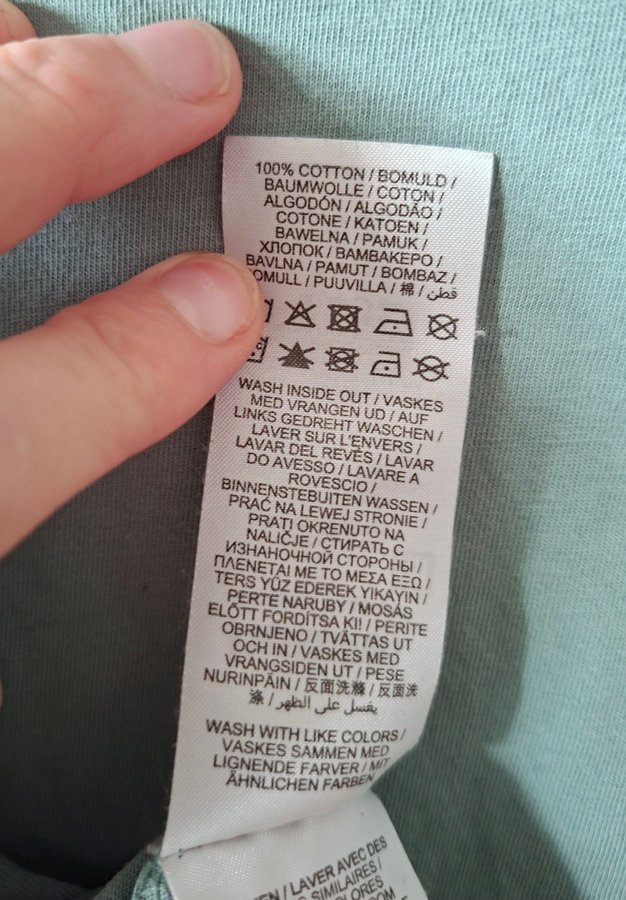 100% COTTON / BOMULD /
BAUMWOLLE / COTON /
ALGODÓN / ALGODÃO /
COTONE / KATOEN /
BAWEŁNA / PAMUK /
ХЛОПОК / ΒΑΜΒΑΚΕΡΟ /
BAVLNA / PAMUT / BOMBAZ /
OMULL / PUUVILLA / 棉 / قطن
WASH INSIDE OUT / VASKES
MED VRANGEN UD / AUF
LINKS GEDREHT WASCHEN /
LAVER SUR L'ENVERS /
LAVAR DEL REVÉS / LAVAR
DO AVESSO / LAVARE A
ROVESCIO /
BINNENSTEBUITEN WASSEN /
PRAĆ NA LEWEJ STRONIE /
PRATI OKRENUTO NA
NALIČJE / СТИРАТЬ С
ИЗНАНОЧНОЙ СТОРОНЫ /
ΠΛΕΝΕΤΑΙ ΜΕ ΤΟ ΜΕΣΑ ΕΞΩ /
TERS YÜZ EDEREK YIKAYIN /
PERTE NARUBY / MOSÁS
ELŐTT FORDÍTSA KI! / PERITE
OBRNJENO / TVÄTTAS UT
OCH IN / VASKES MED
VRANGSIDEN UT / PESE
NURINPÄIN / 反面洗滌 / 反面洗
涤 / يغسل على الظهر /
WASH WITH LIKE COLORS /
VASKES SAMMEN MED
LIGNENDE FARVER / MIT
ÄHNLICHEN FARBEN
EN / LAVER AVEC DES
SIMILAIRES /